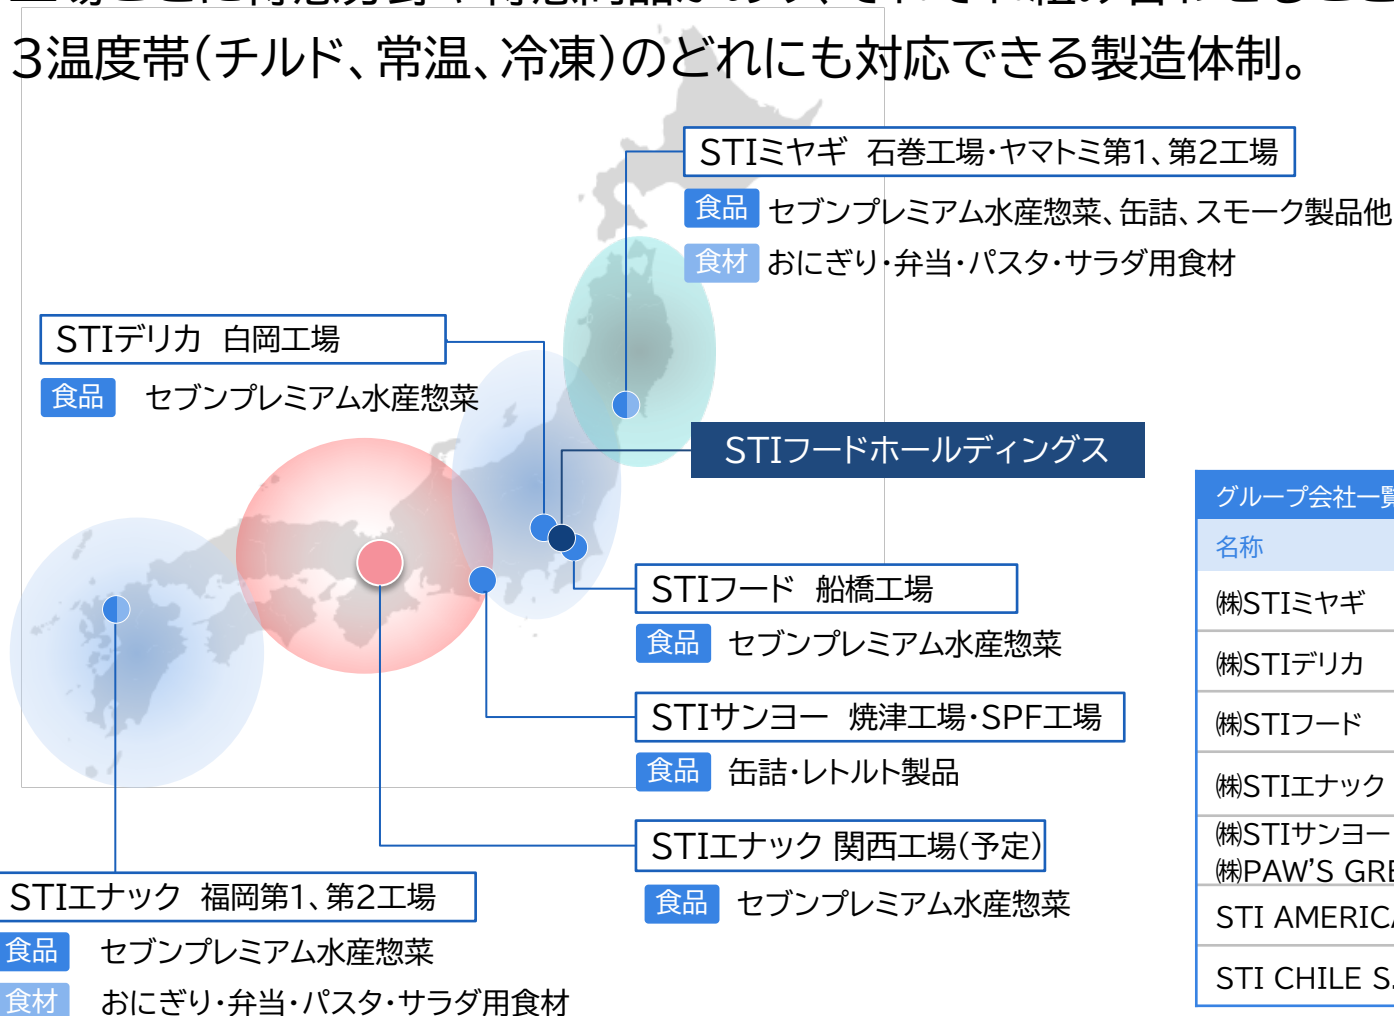 3温度帯(チルド、常温、冷凍)のどれにも対応できる製造体制。
STIミヤギ 石巻工場・ヤマトミ第1、第2工場
食品 セブンプレミアム水産惣菜、缶詰、スモーク製品他
食材 おにぎり・弁当・パスタ・サラダ用食材
STIデリカ 白岡工場
食品 セブンプレミアム水産惣菜
STIフードホールディングス
STIフード 船橋工場
食品 セブンプレミアム水産惣菜
STIサンヨー 焼津工場・SPF工場
食品 缶詰・レトルト製品
STIエナック 関西工場(予定)
食品 セブンプレミアム水産惣菜
STIエナック 福岡第1、第2工場
食品 セブンプレミアム水産惣菜
食材 おにぎり・弁当・パスタ・サラダ用食材
グループ会社一覧
名称
㈱STIミヤギ
㈱STIデリカ
㈱STIフード
㈱STIエナック
㈱STIサンヨー
㈱PAW'S GRE
STI AMERICA
STI CHILE S.